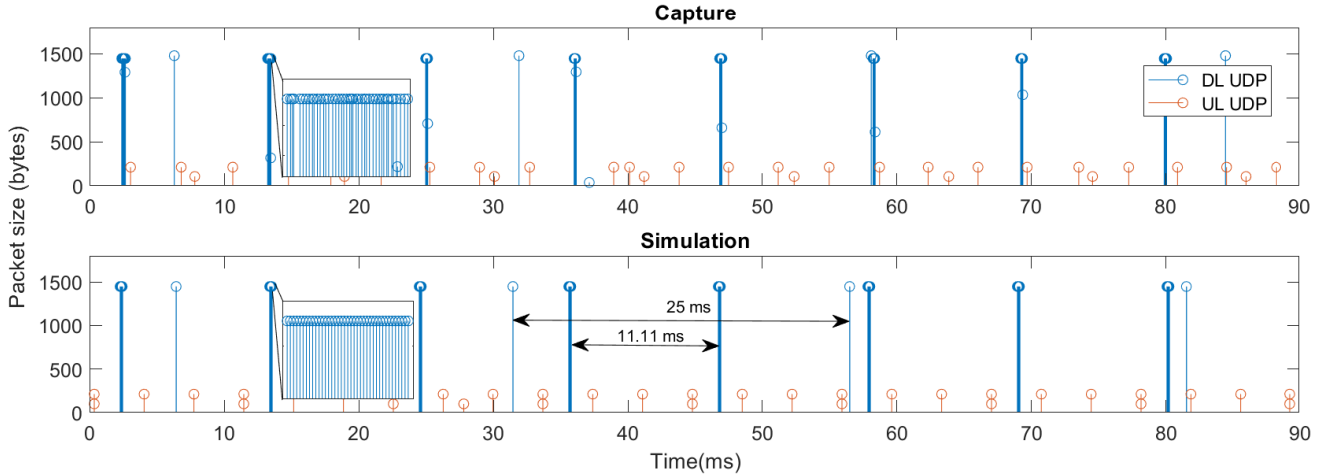 Capture
1500
1000
500
0
DL UDP
UL UDP
0 10 20 30 40 50 60 70 80 90
Packet size (bytes)
Simulation
1500
1000
500
0
25 ms
11.11 ms
0 10 20 30 40 50 60 70 80 90
Time(ms)